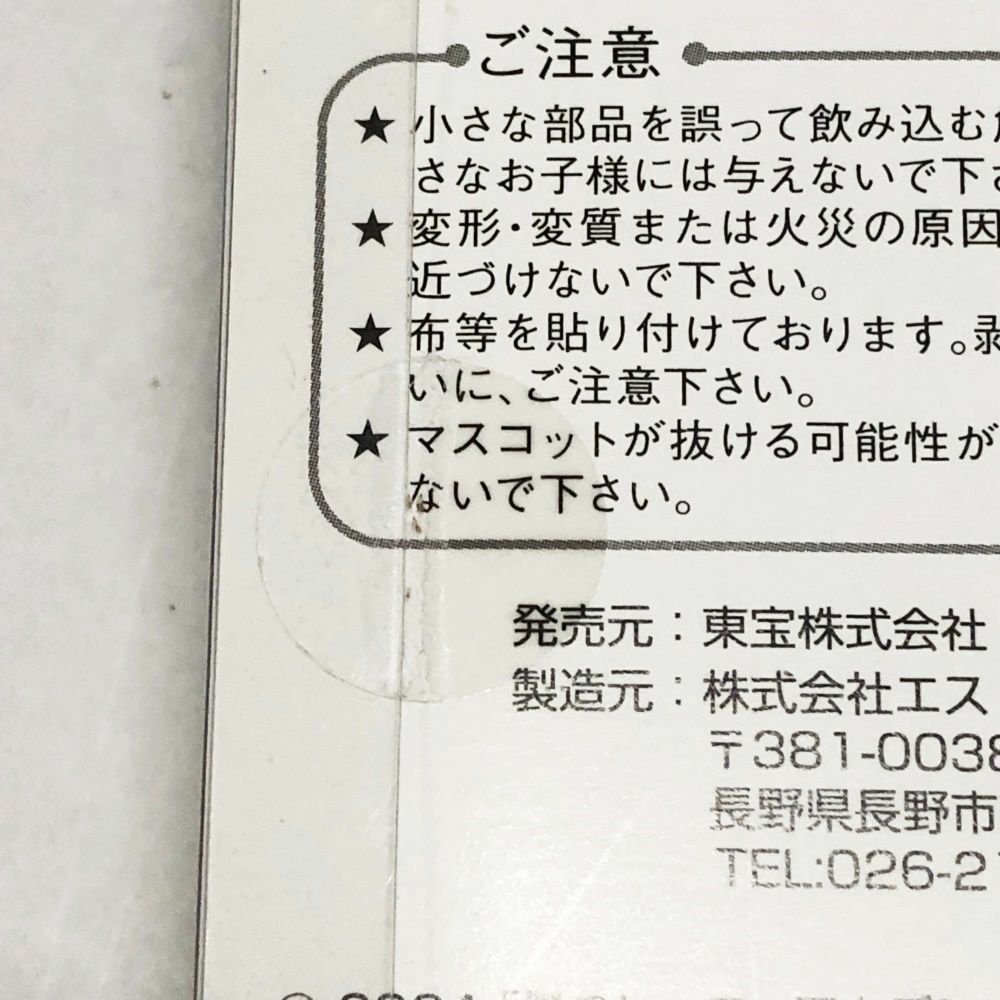 ご注意
★ 小さな部品を誤って飲み込む
さなお子様には与えないで下さ
★ 変形・変質または火災の原因
近づけないで下さい。
★ 布等を貼り付けております。剥
いに、ご注意下さい。
★ マスコットが抜ける可能性が
ないで下さい。
発売元：東宝株式会社
製造元：株式会社エス
〒381-0038
長野県長野市
TEL:026-21